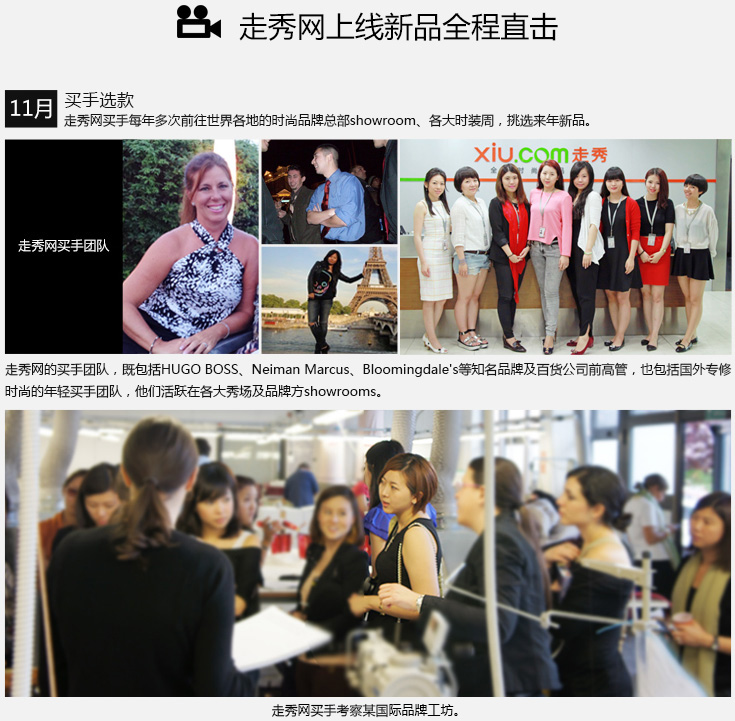 走秀网上线新品全程直击
11月
买手选款
走秀网买手每年多次前往世界各地的时尚品牌总部showroom、各大时装周，挑选来年新品。
xiu.com走秀
走秀网买手团队
走秀网的买手团队，既包括HUGO BOSS、Neiman Marcus、Bloomingdale's等知名品牌及百货公司前高管，也包括国外专修
时尚的年轻买手团队，他们活跃在各大秀场及品牌方showrooms。
走秀网买手考察某国际品牌工坊。